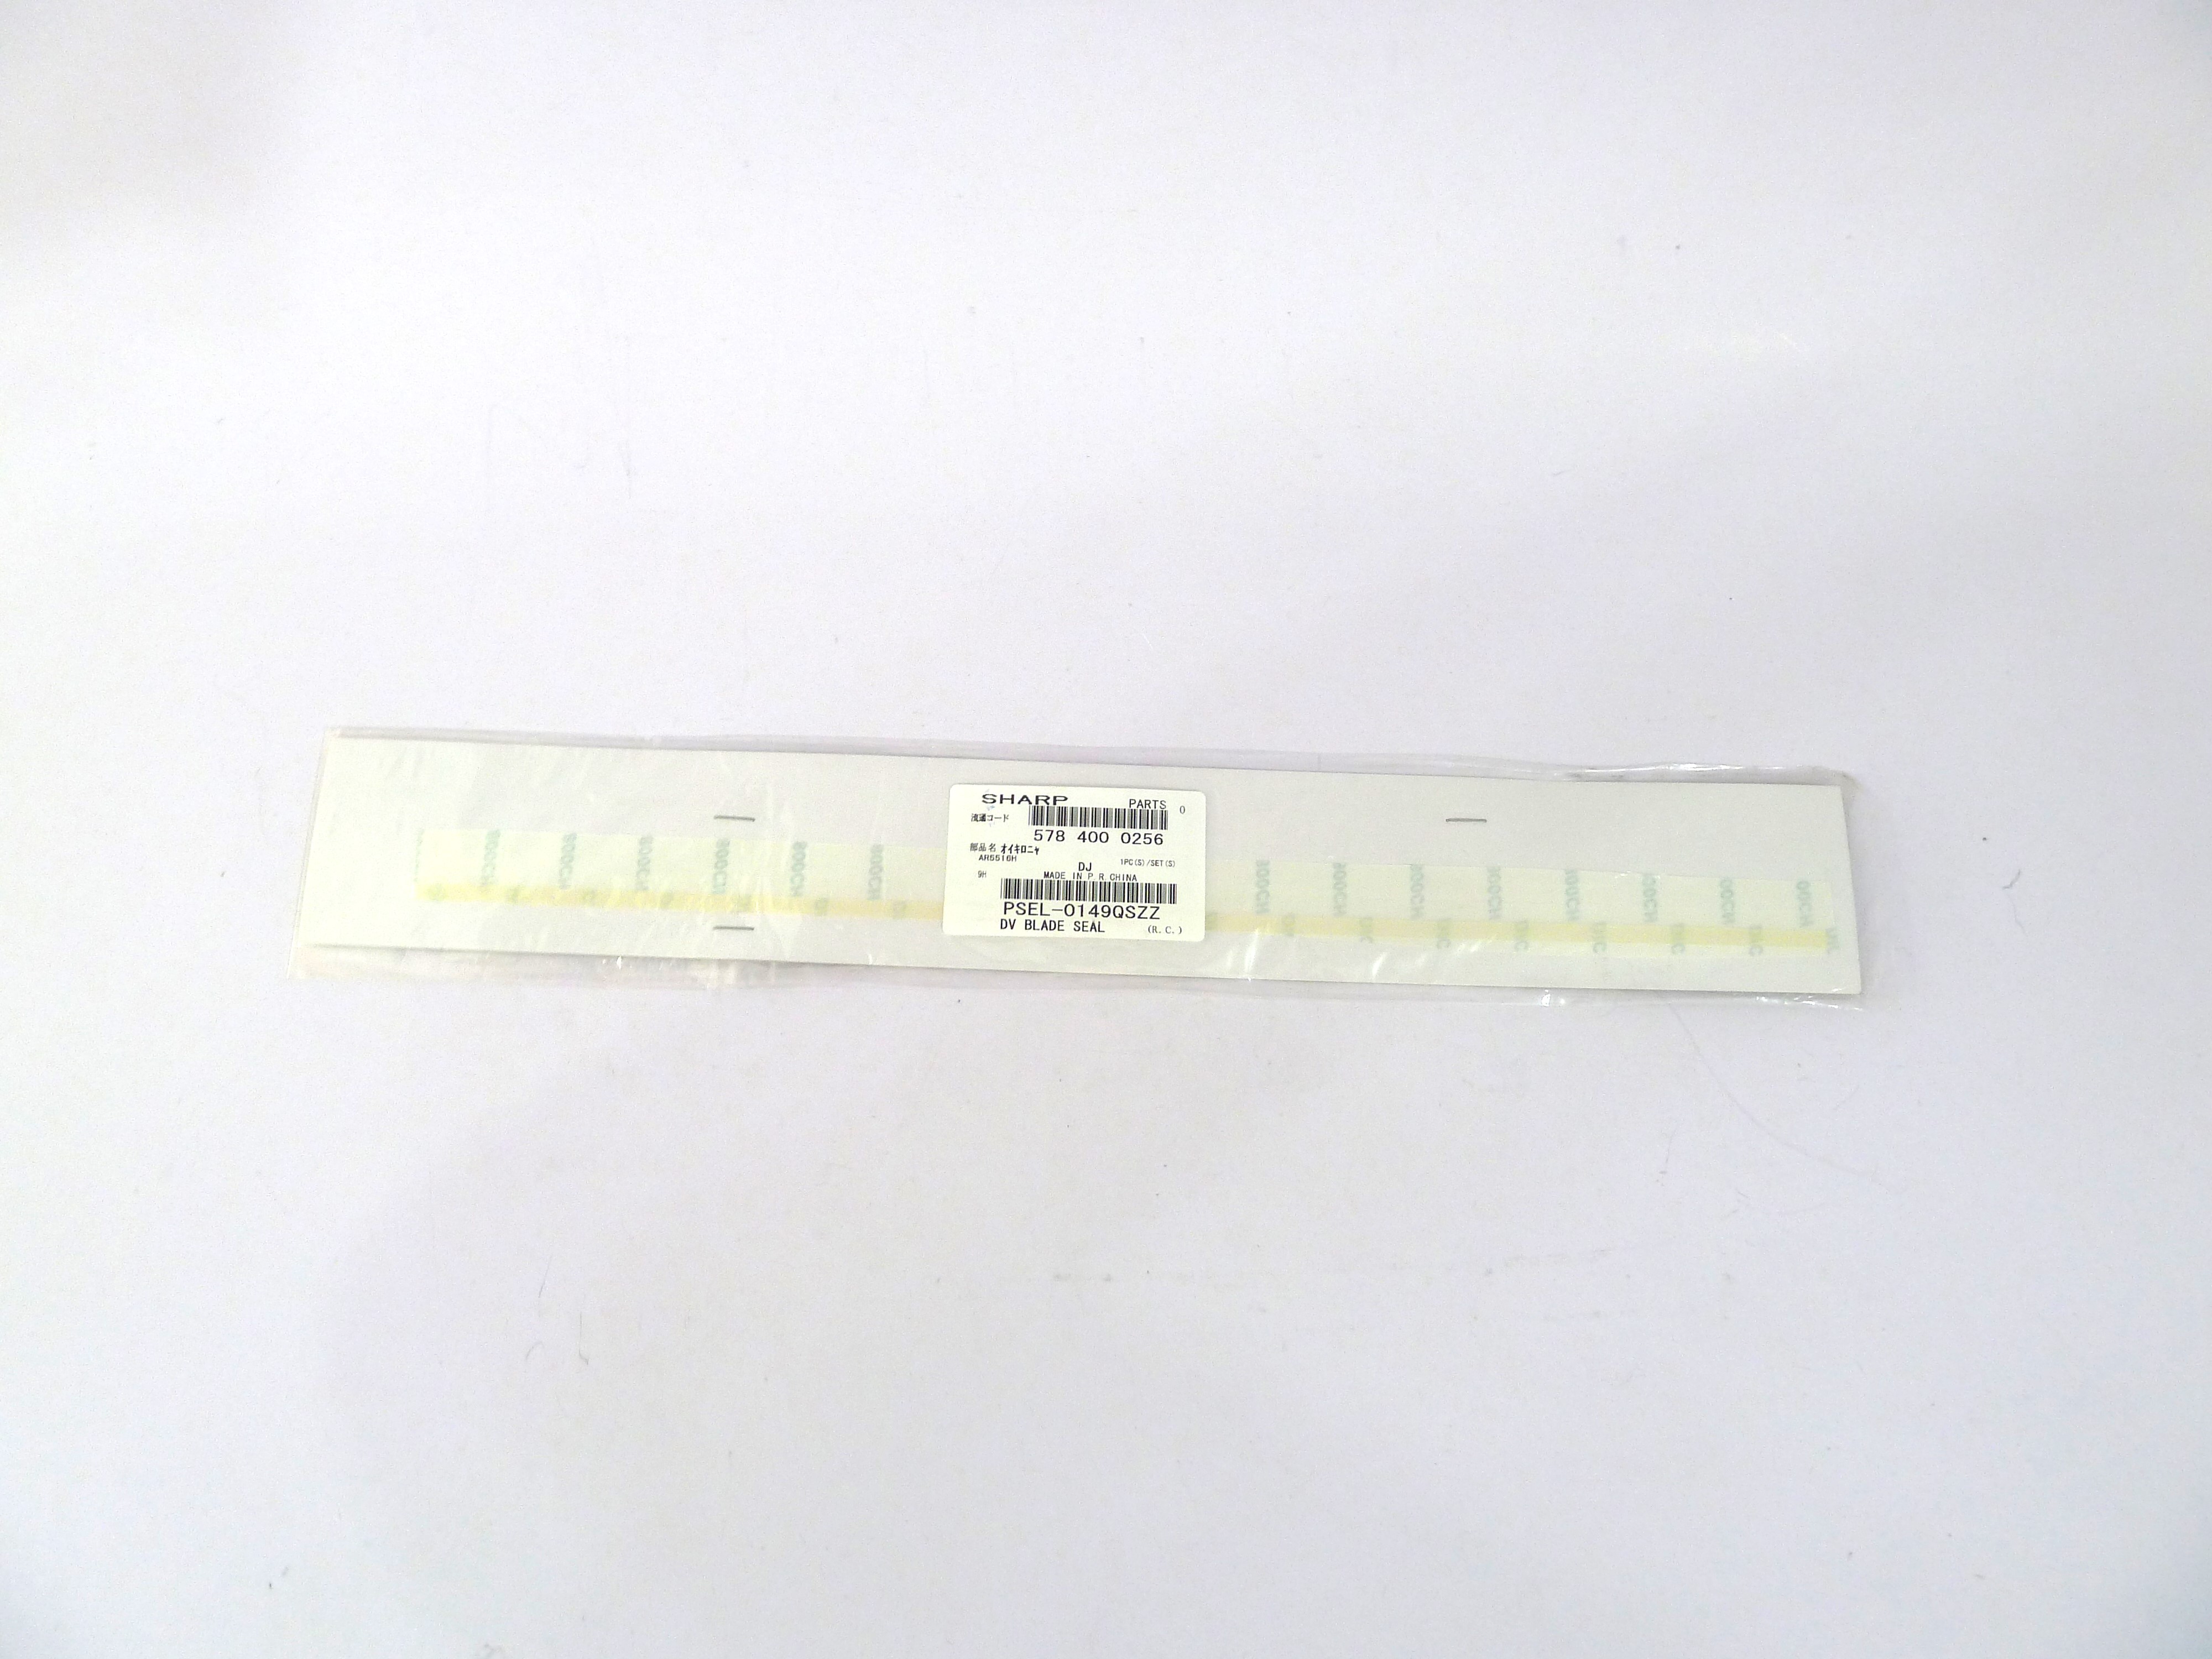 SHARP PARTS 0
流通コード
578 400 0256
部品名 オイキロニャ
AR5516H
DJ 1PC(S)/SET(S)
9H MADE IN P.R.CHINA
PSEL-0149QSZZ
DV BLADE SEAL (R.C.)